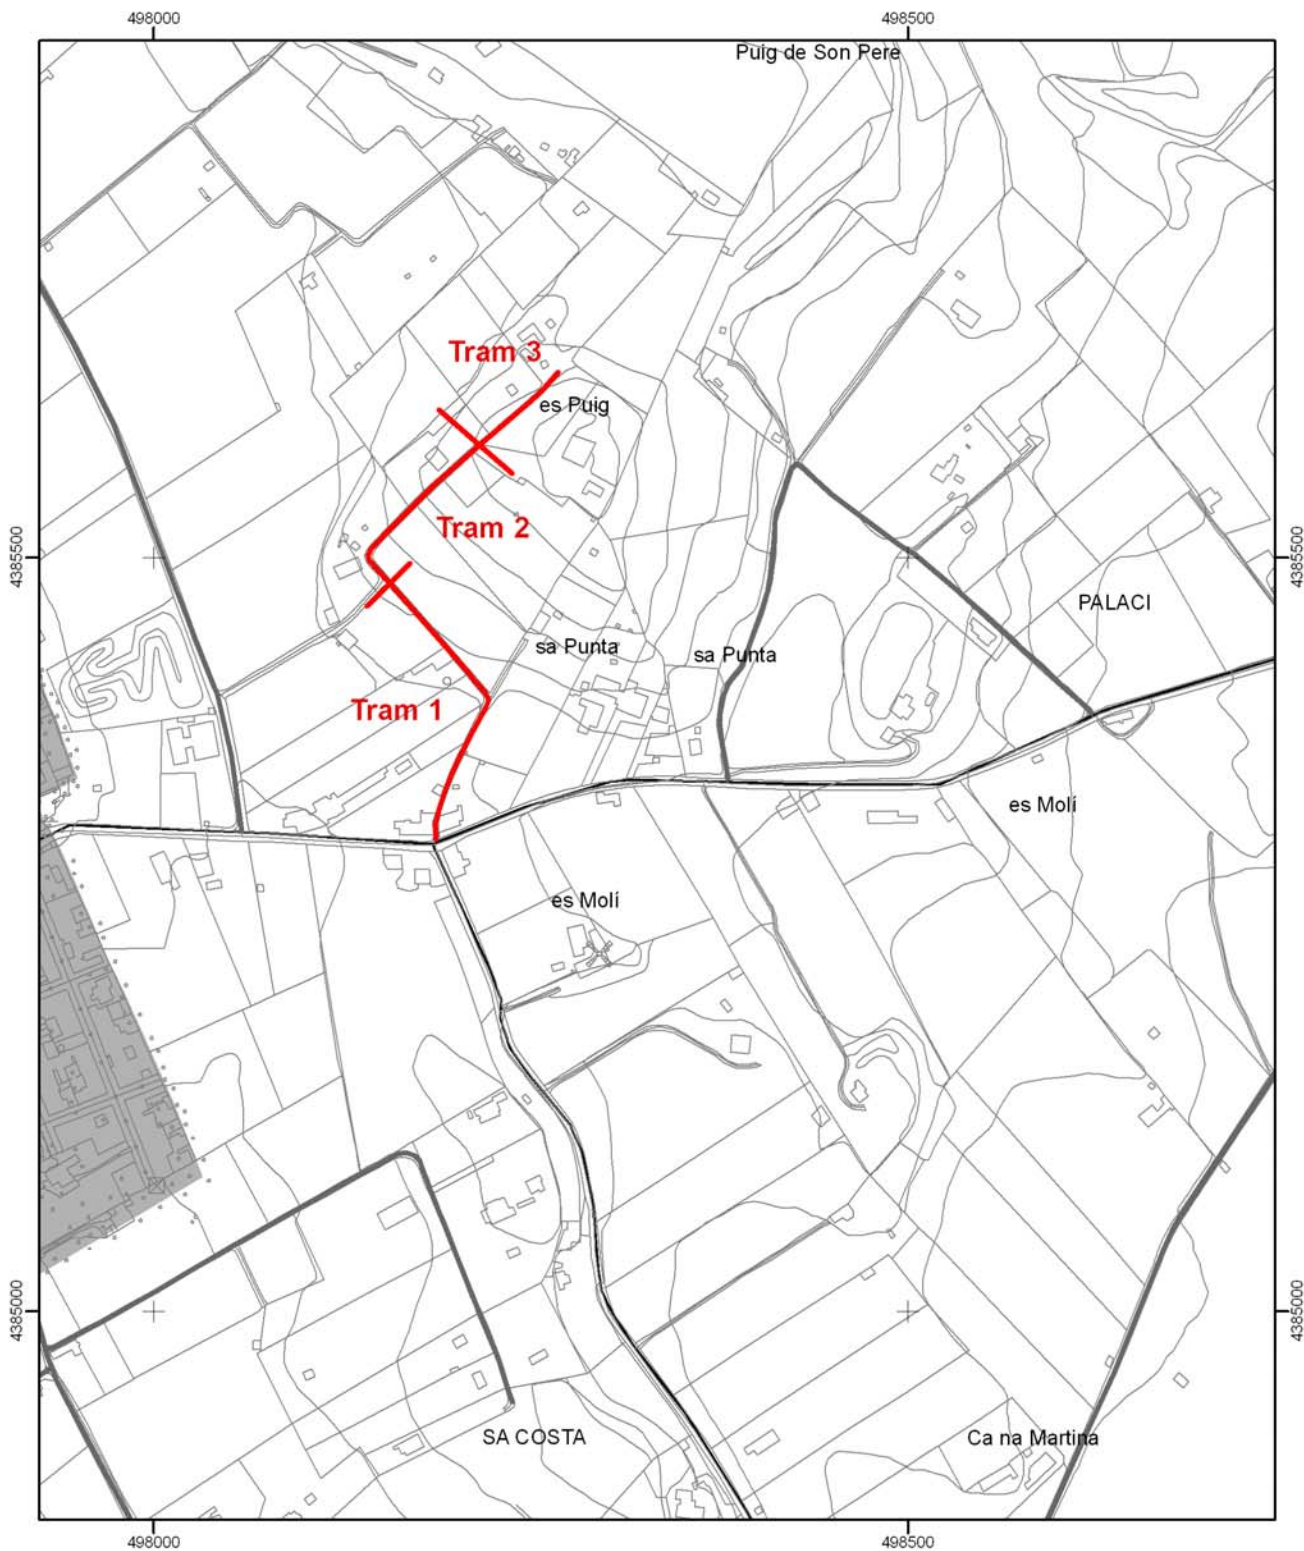 498000
498500
Puig de Son Pere
Tram 3
es Puig
Tram 2
4385500
4385500
PALACI
sa Punta
sa Punta
Tram 1
es Molí
es Molí
4385000
4385000
SA COSTA
Ca na Martina
498000
498500